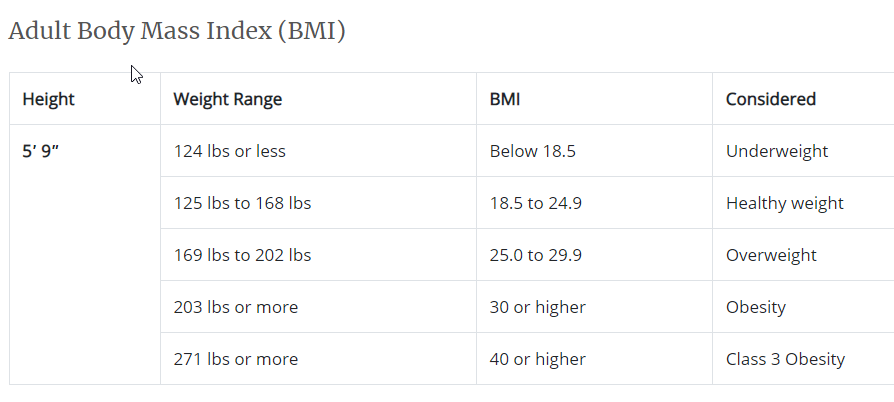 Adult Body Mass Index (BMI)
Height Weight Range BMI Considered
5′ 9″ 124 lbs or less Below 18.5 Underweight
125 lbs to 168 lbs 18.5 to 24.9 Healthy weight
169 lbs to 202 lbs 25.0 to 29.9 Overweight
203 lbs or more 30 or higher Obesity
271 lbs or more 40 or higher Class 3 Obesity